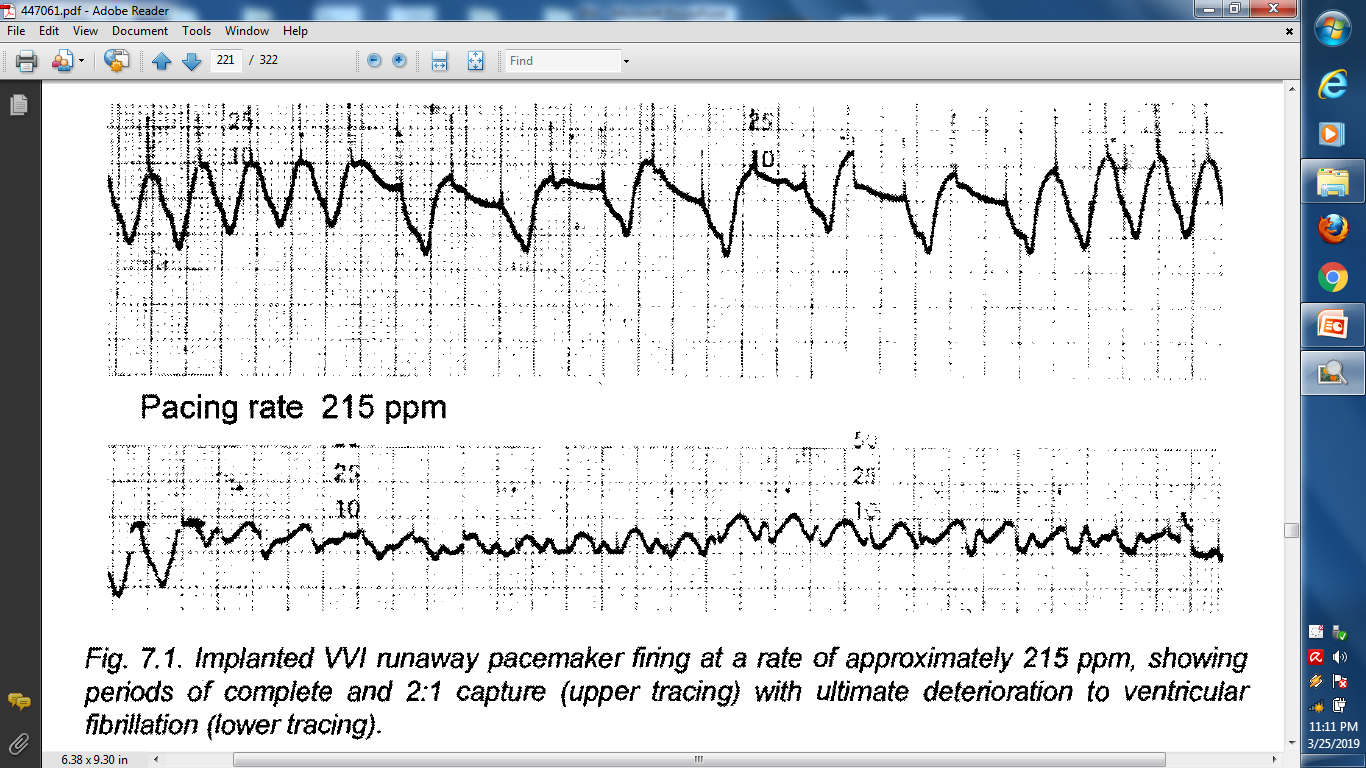 447061.pdf - Adobe Reader
File Edit View Document Tools Window Help
221 / 322 Find
25 25
10 10
Pacing rate 215 ppm
50
25 25
10
Fig. 7.1. Implanted VVI runaway pacemaker firing at a rate of approximately 215 ppm, showing
periods of complete and 2:1 capture (upper tracing) with ultimate deterioration to ventricular
fibrillation (lower tracing).
6.38 x 9.30 in
11:11 PM
3/25/2019